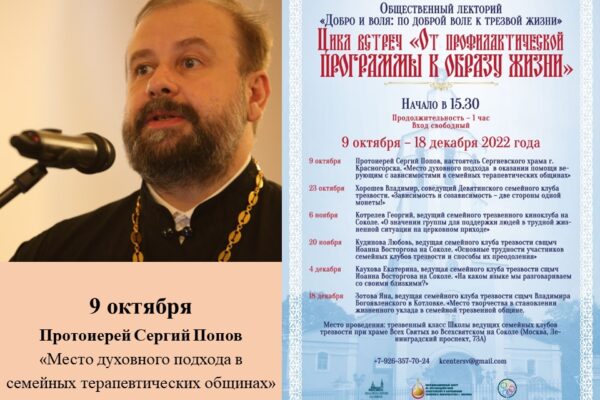 9 октября
Протоиерей Сергий Попов
«Место духовного подхода в
семейных терапевтических общинах»
Общественный лекторий
«Добро и воля: по доброй воле к трезвой жизни»
Цикл встреч «От профилактической
программы к образу жизни»
Начало в 15.30
Продолжительность – 1 час
Вход свободный
9 октября – 18 декабря 2022 года
9 октября Протоиерей Сергий Попов, настоятель Сергиевского храма г.
Красногорска. «Место духовного подхода в оказании помощи ве-
рующим с зависимостями в семейных терапевтических общинах»
23 октября Хорошев Владимир, соведущий Девятинского семейного клуба
трезвости. «Зависимость и созависимость – две стороны одной
монеты!»
6 ноября Котрелев Георгий, ведущий семейного трезвенного киноклуба на
Соколе. «О значении группы для поддержки людей в трудной жиз-
ненной ситуации на церковном приходе»
20 ноября Кудинова Любовь, ведущая семейного клуба трезвости свщмч
Иоанна Восторгова на Соколе. «Основные трудности участников
семейных клубов трезвости и способы их преодоления»
4 декабря Каухова Екатерина, ведущая семейного клуба трезвости сщмч
Иоанна Восторгова на Соколе. «На каком языке мы разговариваем
со своими близкими?»
18 декабря Зотова Яна, ведущая семейного клуба трезвости сщмч Владимира
Богоявленского в Котловке. «Место творчества в становлении
жизненного уклада в семейной трезвенной общине.
Место проведения: трезвенный класс Школы ведущих семейных клубов
трезвости при храме Всех Святых во Всехсвятском на Соколе (Москва, Ле-
нинградский проспект, 73А)
+7-926-357-70-24 kcentersv@gmail.com